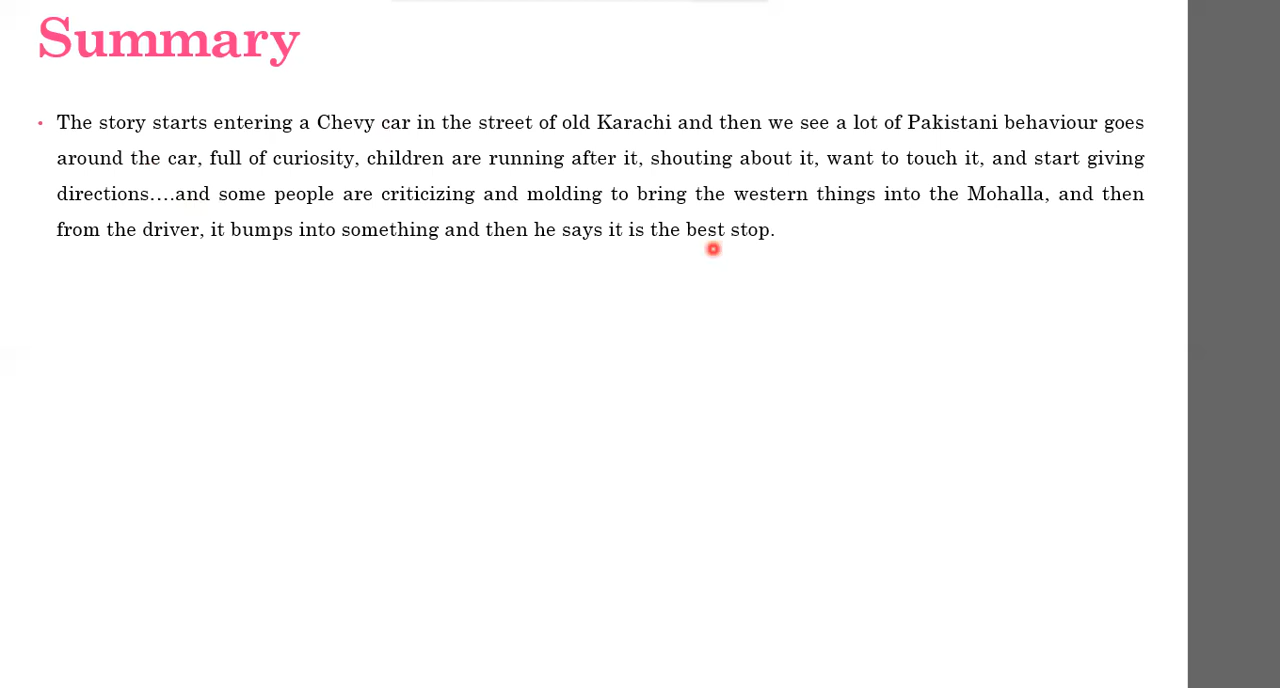 Summary
• The story starts entering a Chevy car in the street of old Karachi and then we see a lot of Pakistani behaviour goes
around the car, full of curiosity, children are running after it, shouting about it, want to touch it, and start giving
directions….and some people are criticizing and molding to bring the western things into the Mohalla, and then
from the driver, it bumps into something and then he says it is the best stop.